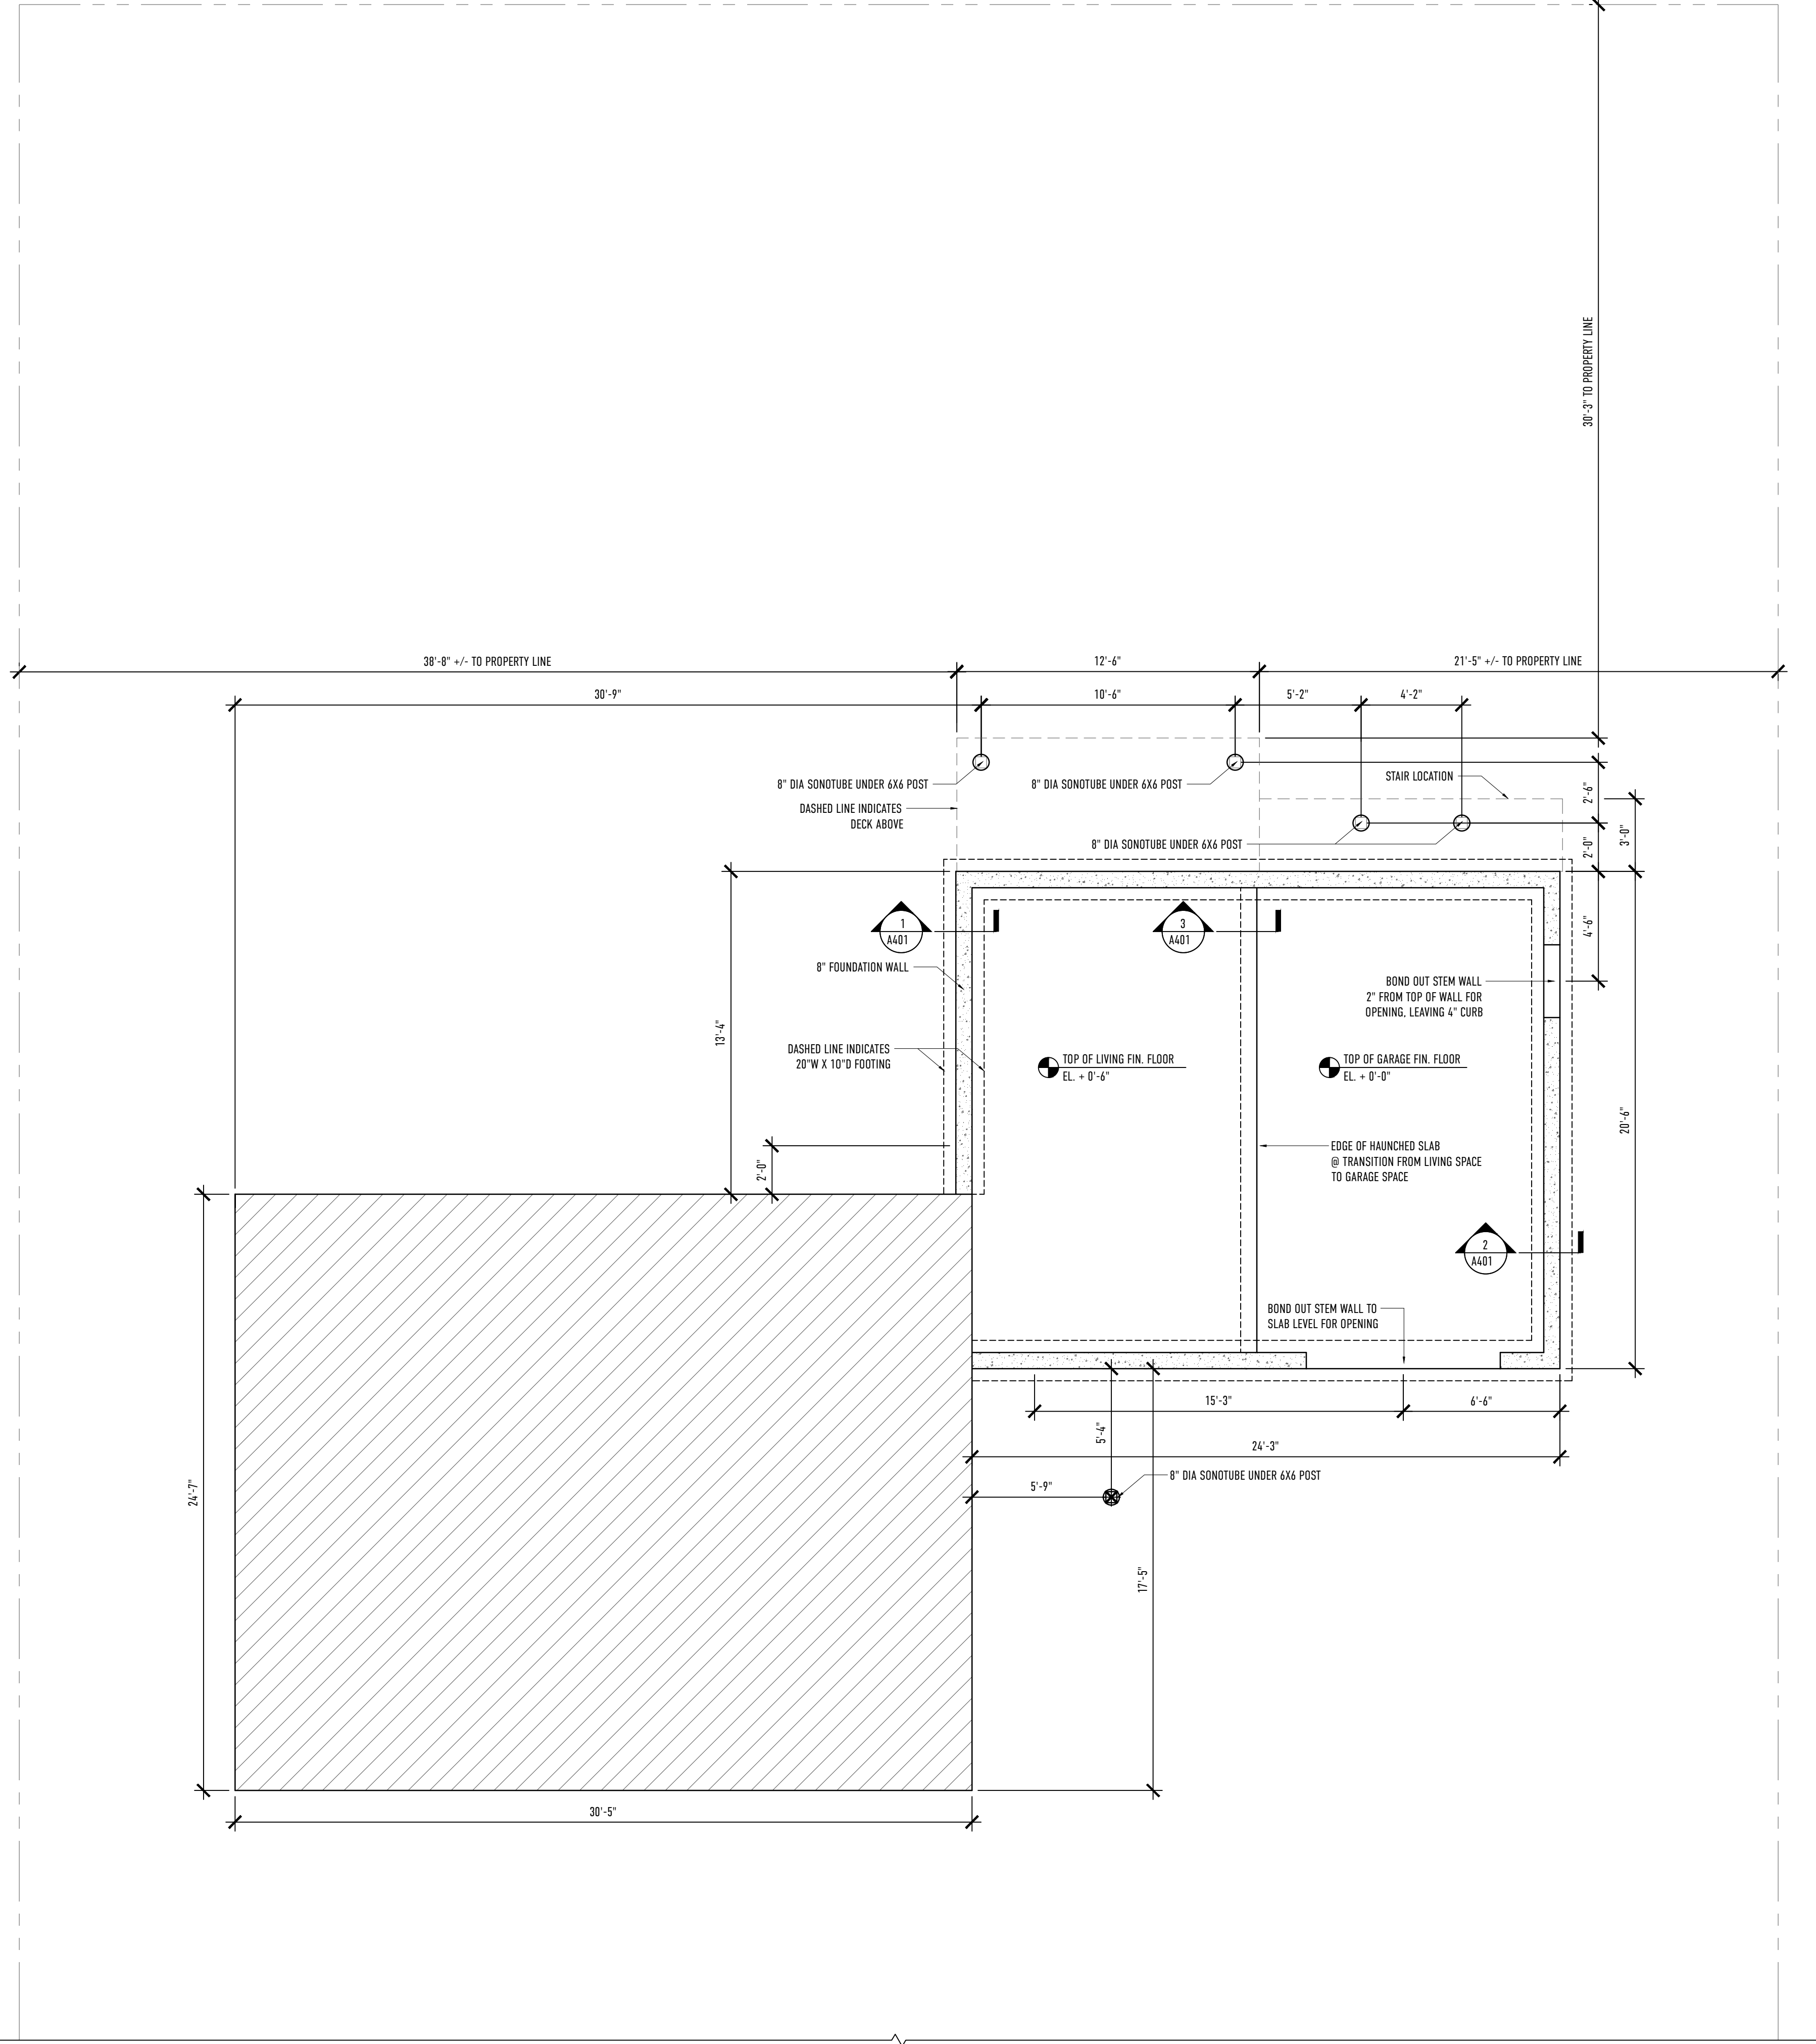 30'-3" TO PROPERTY LINE
38'-8" +/- TO PROPERTY LINE
12'-6"
21'-5" +/- TO PROPERTY LINE
30'-9"
10'-6"
5'-2"
4'-2"
8" DIA SONOTUBE UNDER 6X6 POST
8" DIA SONOTUBE UNDER 6X6 POST
STAIR LOCATION
2'-6"
DASHED LINE INDICATES
DECK ABOVE
8" DIA SONOTUBE UNDER 6X6 POST
2'-0"
3'-0"
1
A401
3
A401
4'-6"
8" FOUNDATION WALL
BOND OUT STEM WALL
2" FROM TOP OF WALL FOR
OPENING, LEAVING 4" CURB
13'-4"
DASHED LINE INDICATES
20"W X 10"D FOOTING
TOP OF LIVING FIN. FLOOR
EL. + 0'-6"
TOP OF GARAGE FIN. FLOOR
EL. + 0'-0"
20'-6"
EDGE OF HAUNCHED SLAB
@ TRANSITION FROM LIVING SPACE
TO GARAGE SPACE
2'-0"
2
A401
BOND OUT STEM WALL TO
SLAB LEVEL FOR OPENING
15'-3"
6'-6"
5'-4"
24'-3"
8" DIA SONOTUBE UNDER 6X6 POST
5'-9"
24'-7"
17'-5"
30'-5"